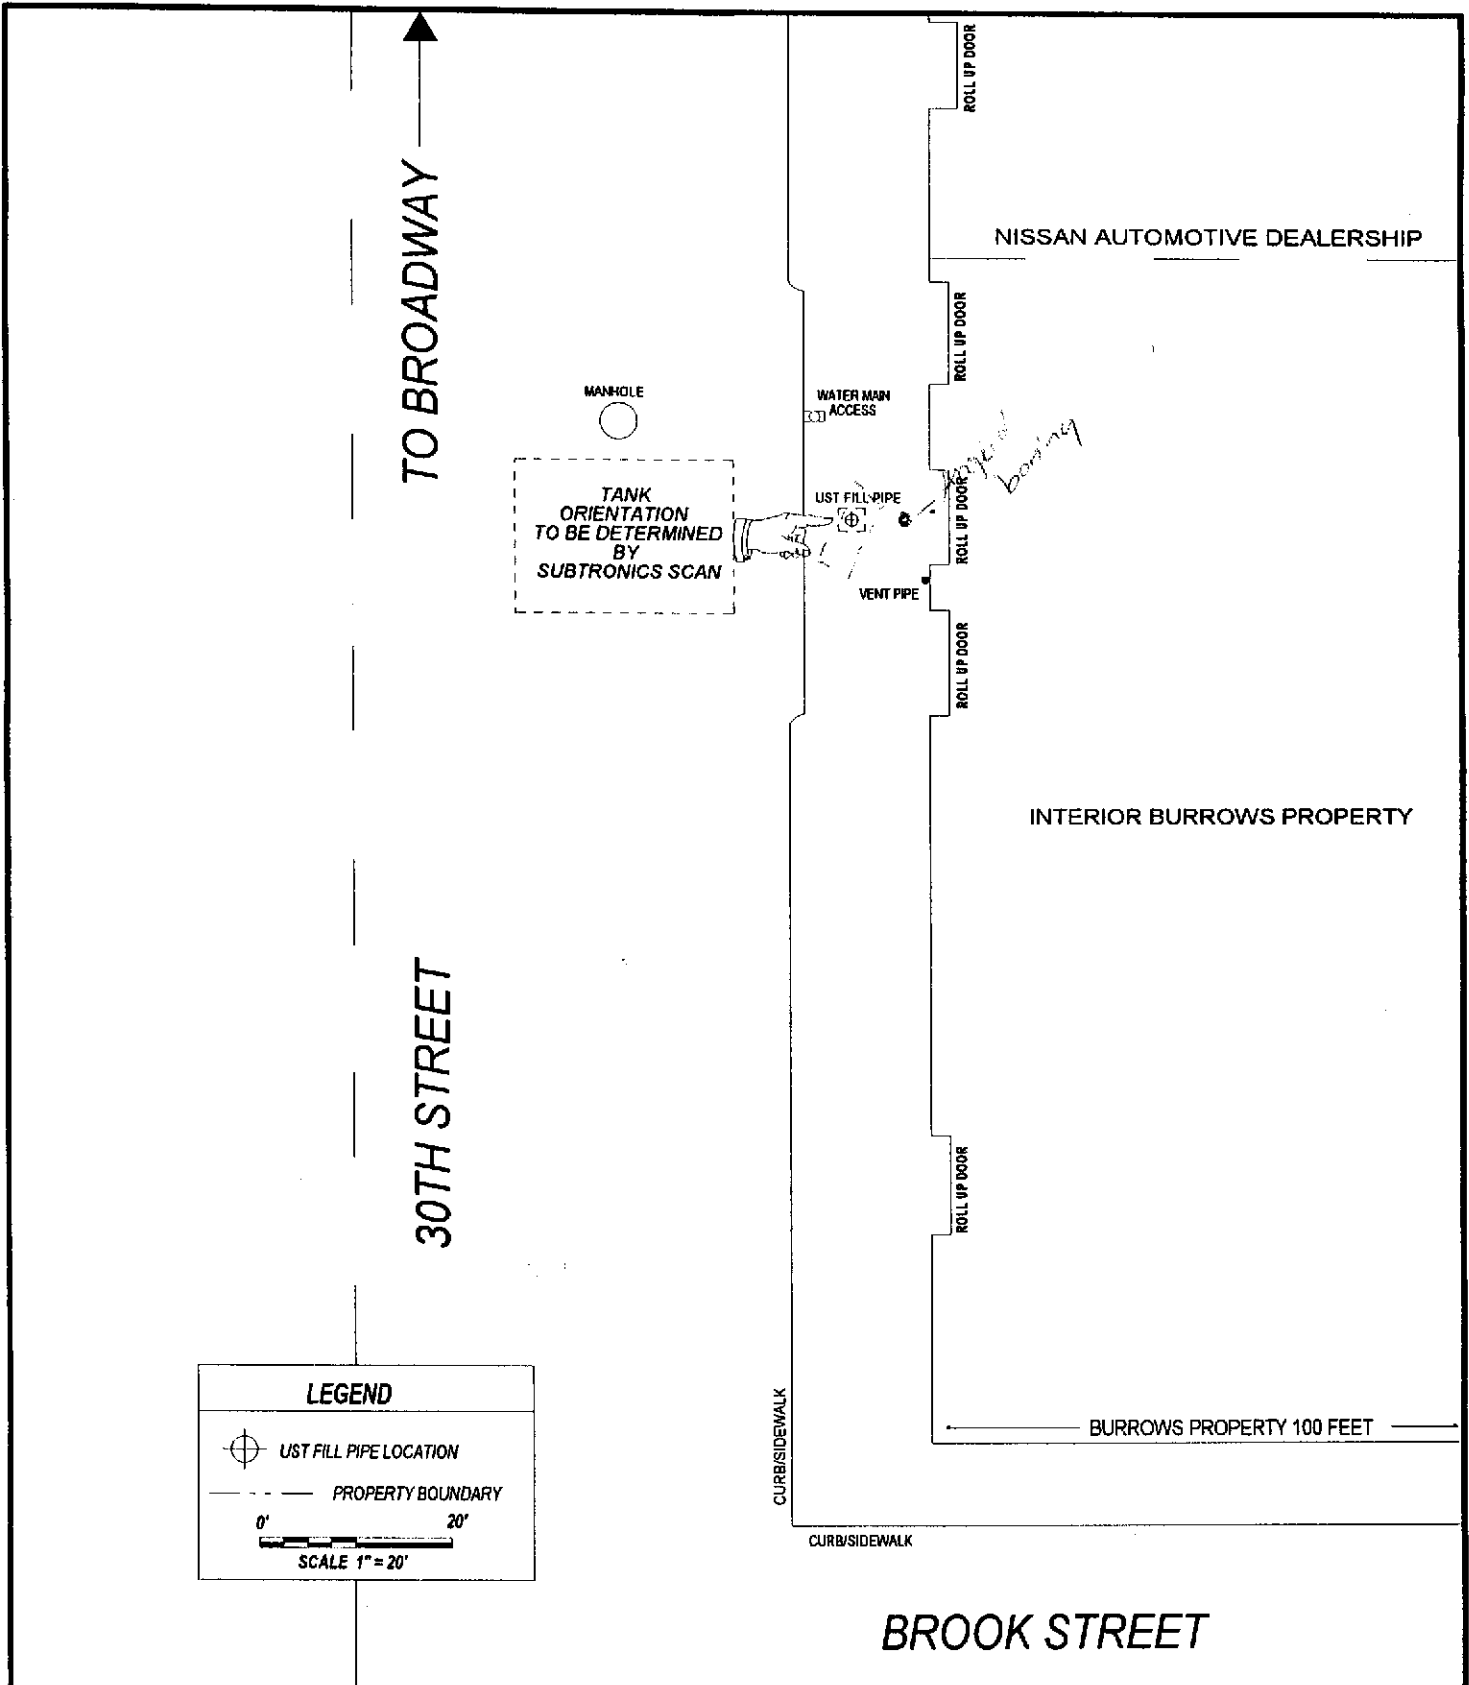 ROLL UP DOOR
TO BROADWAY
NISSAN AUTOMOTIVE DEALERSHIP
ROLL UP DOOR
MANHOLE
WATER MAIN
ACCESS
boring
TANK
ORIENTATION
TO BE DETERMINED
BY
SUBTRONICS SCAN
UST FILL PIPE
ROLL UP DOOR
VENT PIPE
ROLL UP DOOR
INTERIOR BURROWS PROPERTY
30TH STREET
ROLL UP DOOR
LEGEND
UST FILL PIPE LOCATION
PROPERTY BOUNDARY
0' 20'
SCALE 1" = 20'
CURB/SIDEWALK
BURROWS PROPERTY 100 FEET
CURB/SIDEWALK
BROOK STREET